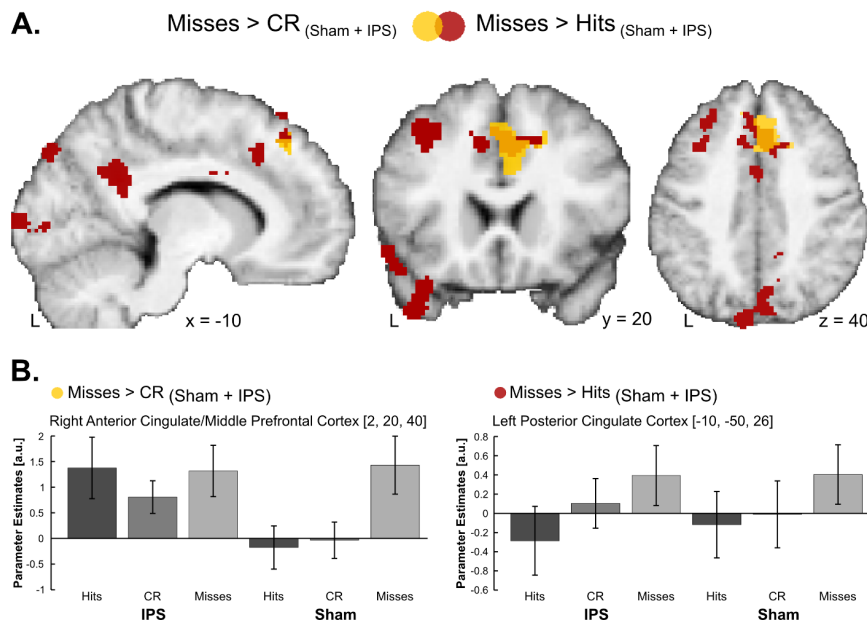 A.
Misses > CR (Sham + IPS) Misses > Hits (Sham + IPS)
L x = -10
L y = 20
L z = 40
B.
Misses > CR (Sham + IPS)
Right Anterior Cingulate/Middle Prefrontal Cortex [2, 20, 40]
Parameter Estimates [a.u.]
2
1.5
1
0.5
0
-0.5
-1
Hits CR Misses Hits CR Misses
IPS Sham
Misses > Hits (Sham + IPS)
Left Posterior Cingulate Cortex [-10, -50, 26]
Parameter Estimates [a.u.]
0.8
0.6
0.4
0.2
0
-0.2
-0.4
-0.6
Hits CR Misses Hits CR Misses
IPS Sham